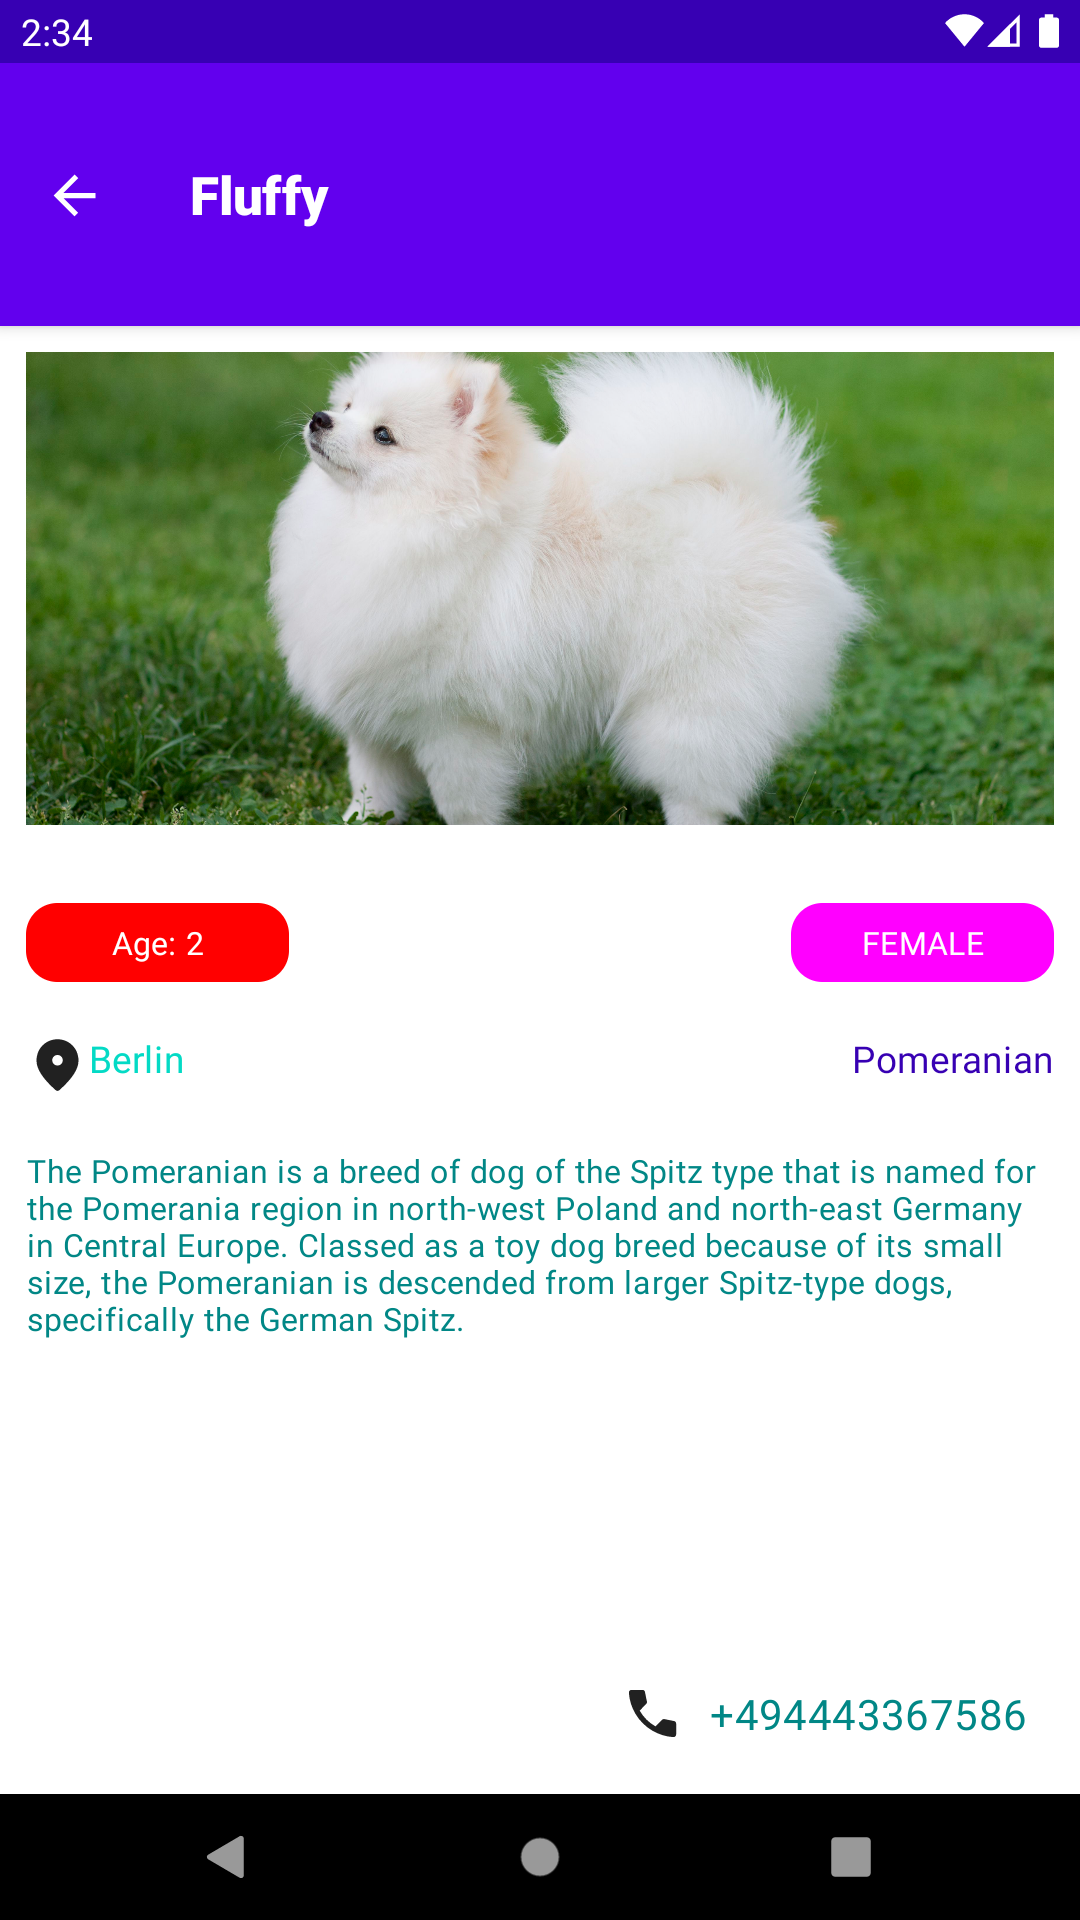 2:34
Fluffy
Age: 2
FEMALE
Berlin
Pomeranian
The Pomeranian is a breed of dog of the Spitz type that is named for
the Pomerania region in north-west Poland and north-east Germany
in Central Europe. Classed as a toy dog breed because of its small
size, the Pomeranian is descended from larger Spitz-type dogs,
specifically the German Spitz.
+494443367586